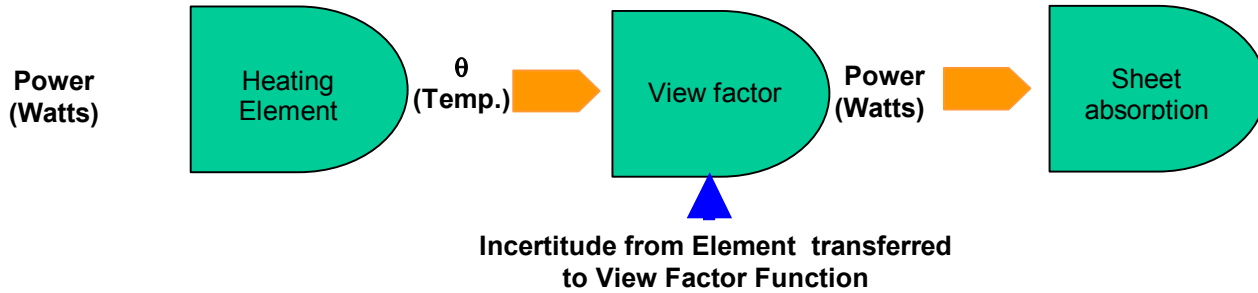 Power
(Watts)
Heating
Element
θ
(Temp.)
View factor
Power
(Watts)
Sheet
absorption
Incertitude from Element transferred
to View Factor Function